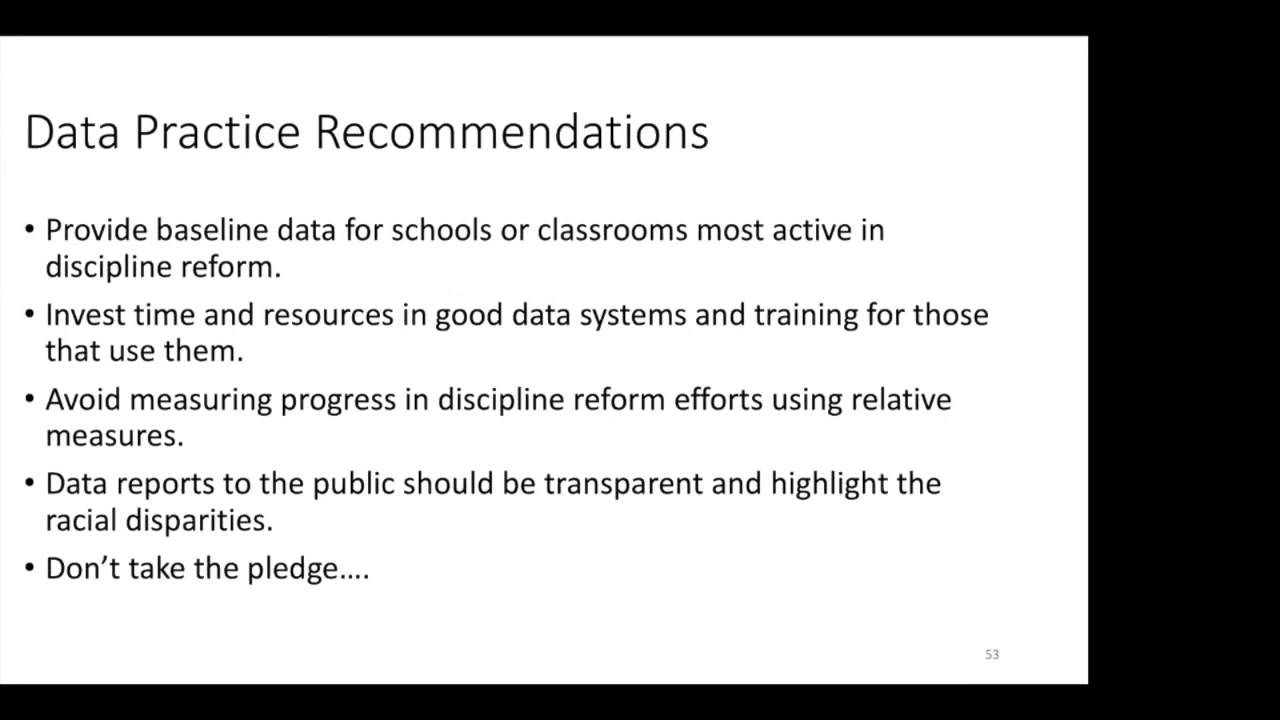 Data Practice Recommendations
• Provide baseline data for schools or classrooms most active in
discipline reform.
• Invest time and resources in good data systems and training for those
that use them.
• Avoid measuring progress in discipline reform efforts using relative
measures.
• Data reports to the public should be transparent and highlight the
racial disparities.
• Don’t take the pledge....
53